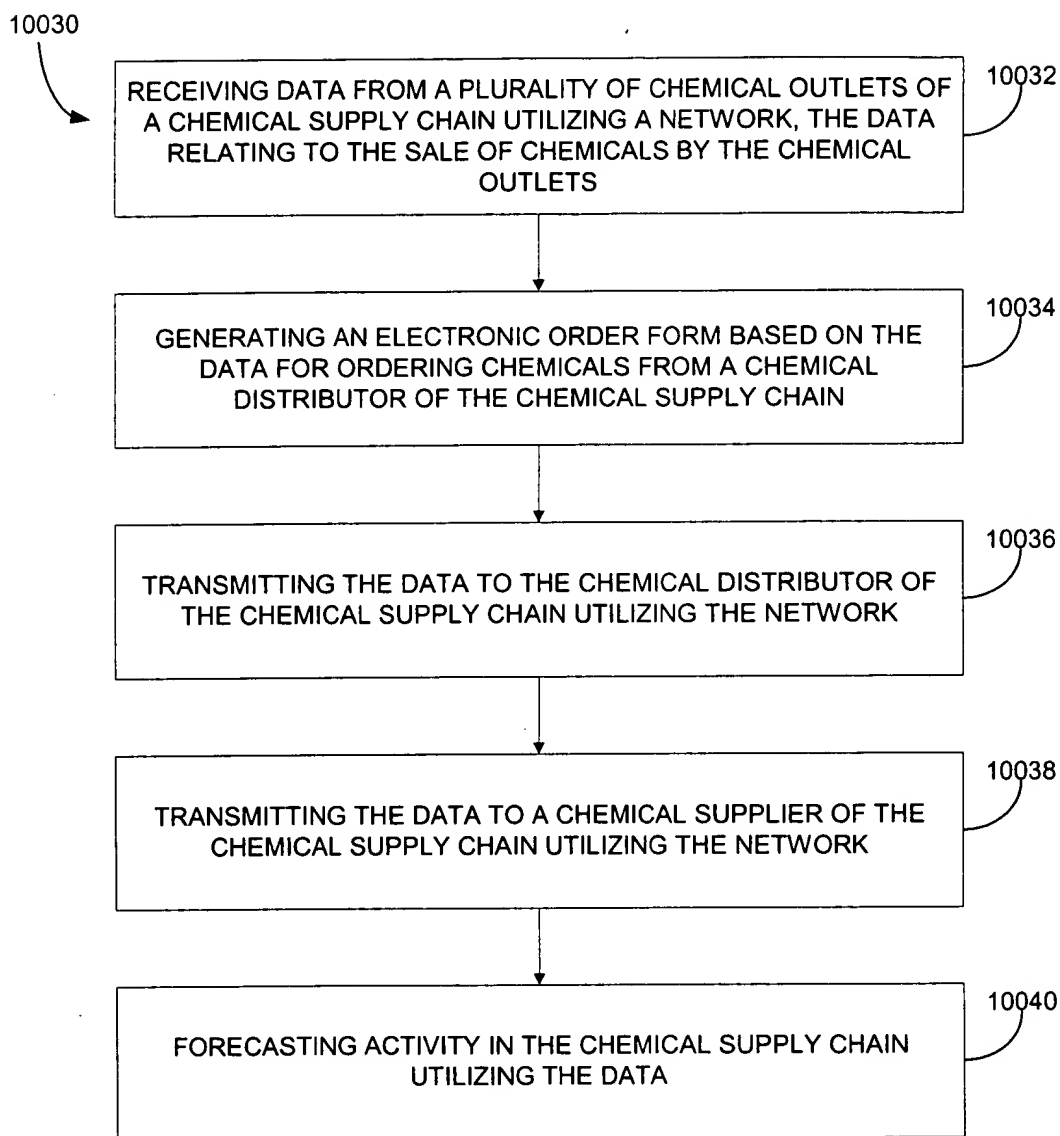 10030
10032
RECEIVING DATA FROM A PLURALITY OF CHEMICAL OUTLETS OF
A CHEMICAL SUPPLY CHAIN UTILIZING A NETWORK, THE DATA
RELATING TO THE SALE OF CHEMICALS BY THE CHEMICAL
OUTLETS
10034
GENERATING AN ELECTRONIC ORDER FORM BASED ON THE
DATA FOR ORDERING CHEMICALS FROM A CHEMICAL
DISTRIBUTOR OF THE CHEMICAL SUPPLY CHAIN
10036
TRANSMITTING THE DATA TO THE CHEMICAL DISTRIBUTOR OF
THE CHEMICAL SUPPLY CHAIN UTILIZING THE NETWORK
10038
TRANSMITTING THE DATA TO A CHEMICAL SUPPLIER OF THE
CHEMICAL SUPPLY CHAIN UTILIZING THE NETWORK
10040
FORECASTING ACTIVITY IN THE CHEMICAL SUPPLY CHAIN
UTILIZING THE DATA